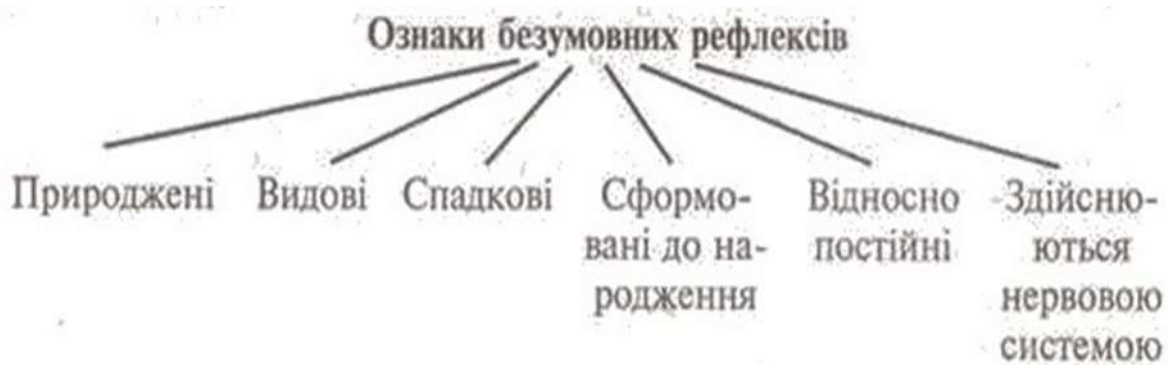 Ознаки безумовних рефлексів
Природжені Видові Спадкові Сформо- Відносно Здійсню-
вані до на- постійні ються
родження нервовою
системою